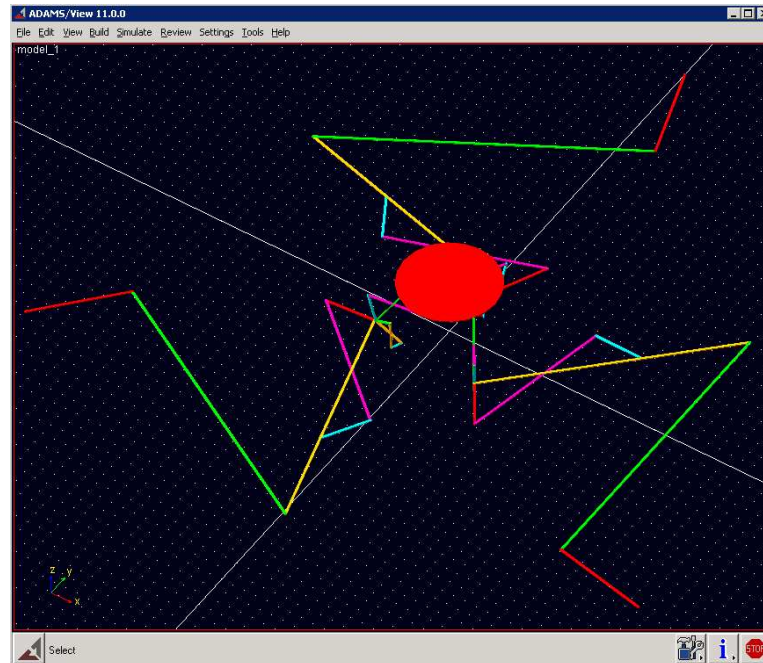 ADAMS/View 11.0.0
File Edit View Build Simulate Review Settings Tools Help
model_1
z
y
x
Select
i
STOP